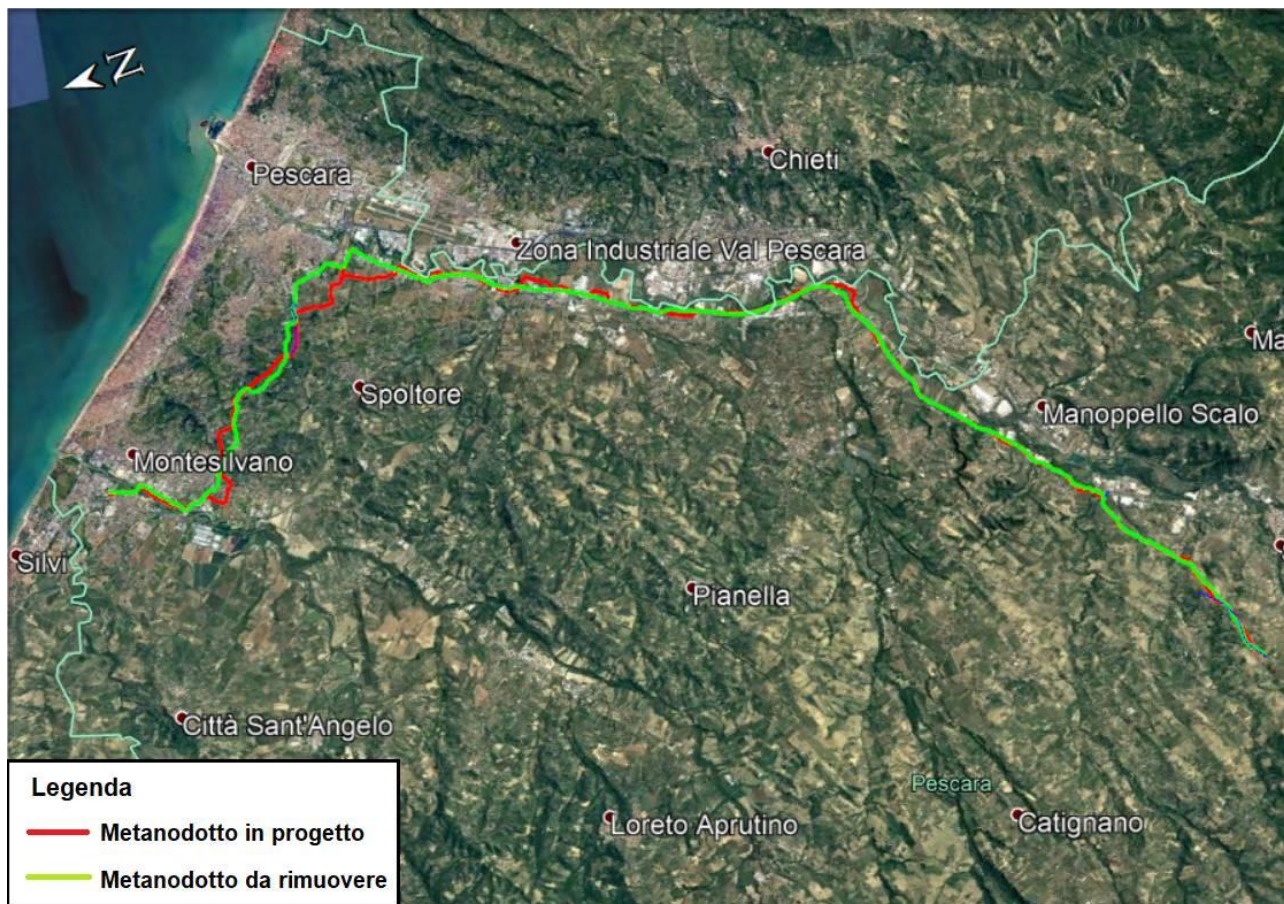 N
Pescara
Chieti
Zona Industriale Val Pescara
Ma
Spoltore
Manoppello Scalo
Montesilvano
Silvi
Pianella
Città Sant'Angelo
Pescara
Loreto Aprutino
Catignano
Legenda
Metanodotto in progetto
Metanodotto da rimuovere